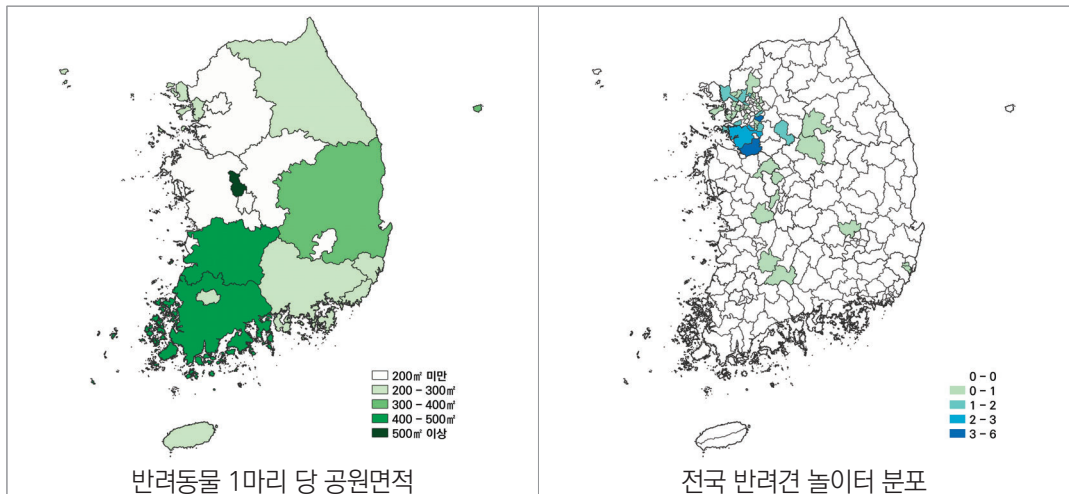 200㎡ 미만
200 – 300㎡
300 – 400㎡
400 – 500㎡
500㎡ 이상
반려동물 1마리 당 공원면적
0 – 0
0 – 1
1 – 2
2 – 3
3 – 6
전국 반려견 놀이터 분포